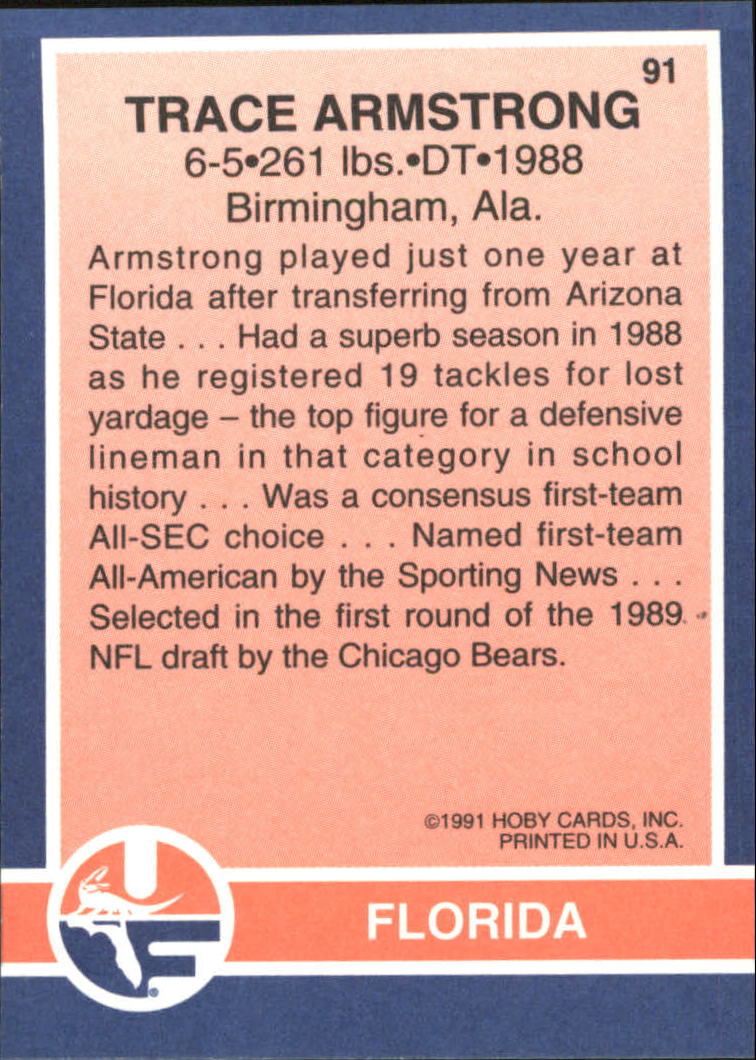 91
TRACE ARMSTRONG
6-5•261 lbs.•DT•1988
Birmingham, Ala.
Armstrong played just one year at
Florida after transferring from Arizona
State . . . Had a superb season in 1988
as he registered 19 tackles for lost
yardage – the top figure for a defensive
lineman in that category in school
history . . . Was a consensus first-team
All-SEC choice . . . Named first-team
All-American by the Sporting News . . .
Selected in the first round of the 1989
NFL draft by the Chicago Bears.
©1991 HOBY CARDS, INC.
PRINTED IN U.S.A.
UF®
FLORIDA